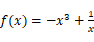 f(x) = −x³ + 1/x